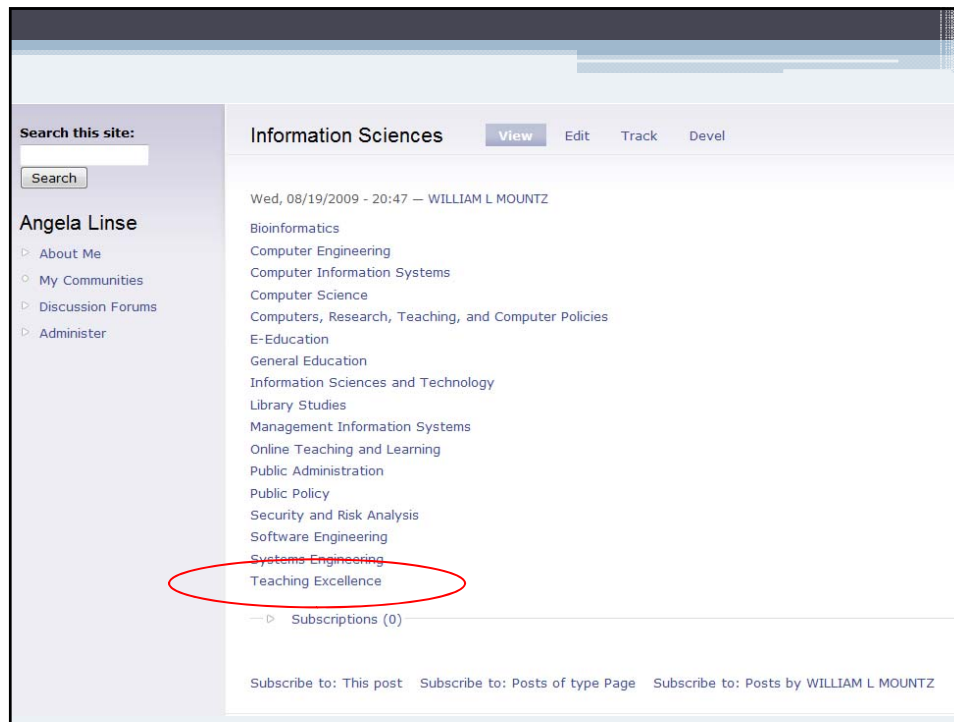 Search this site:
Search
Angela Linse
About Me
My Communities
Discussion Forums
Administer
Information Sciences View Edit Track Devel
Wed, 08/19/2009 - 20:47 — WILLIAM L MOUNTZ
Bioinformatics
Computer Engineering
Computer Information Systems
Computer Science
Computers, Research, Teaching, and Computer Policies
E-Education
General Education
Information Sciences and Technology
Library Studies
Management Information Systems
Online Teaching and Learning
Public Administration
Public Policy
Security and Risk Analysis
Software Engineering
Systems Engineering
Teaching Excellence
Subscriptions (0)
Subscribe to: This post Subscribe to: Posts of type Page Subscribe to: Posts by WILLIAM L MOUNTZ